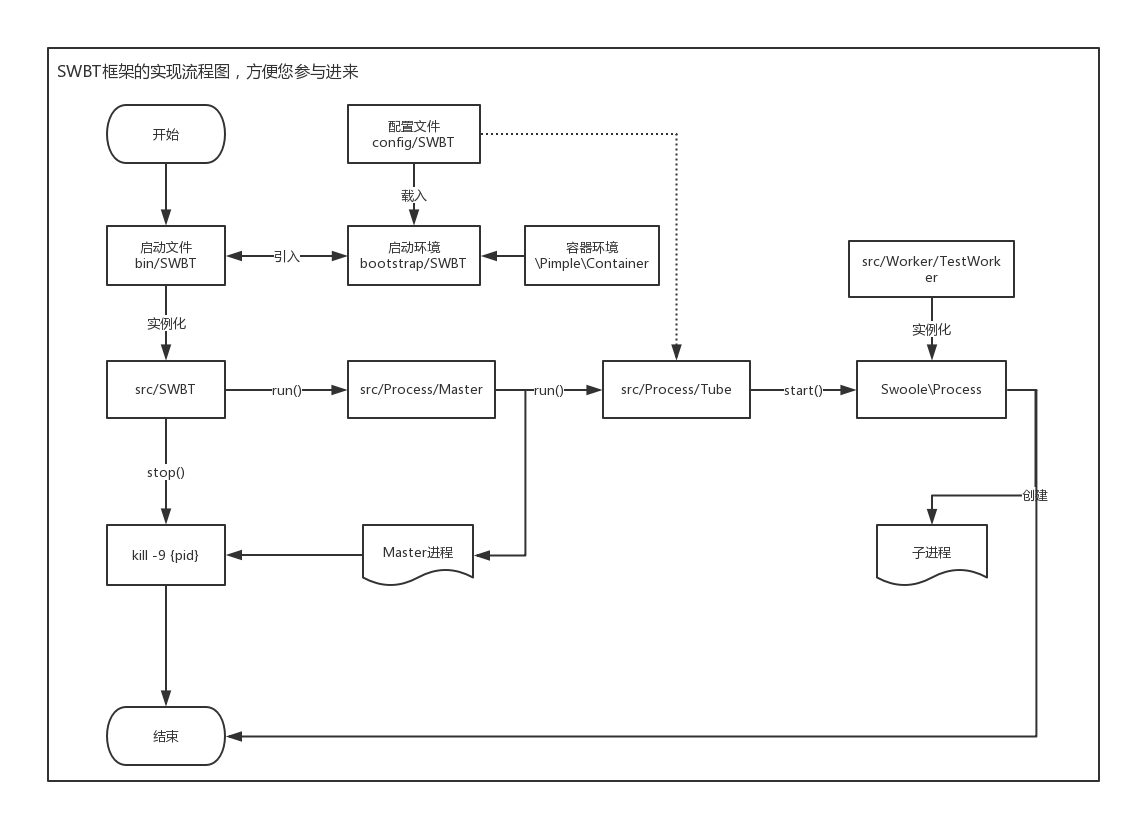 SWBT框架的实现流程图，方便您参与进来
开始
配置文件
config/SWBT
载入
启动文件
bin/SWBT
引入
启动环境
bootstrap/SWBT
容器环境
\Pimple\Container
src/Worker/TestWork
er
实例化
实例化
src/SWBT
run()
src/Process/Master
run()
src/Process/Tube
start()
Swoole\Process
stop()
创建
kill -9 {pid}
Master进程
子进程
结束